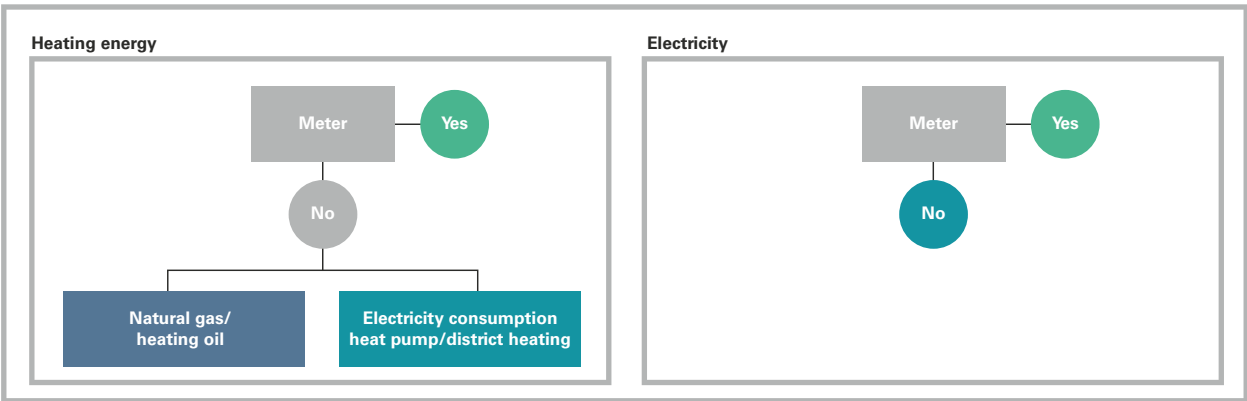 Heating energy
Meter
Yes
No
Natural gas/
heating oil
Electricity consumption
heat pump/district heating
Electricity
Meter
Yes
No